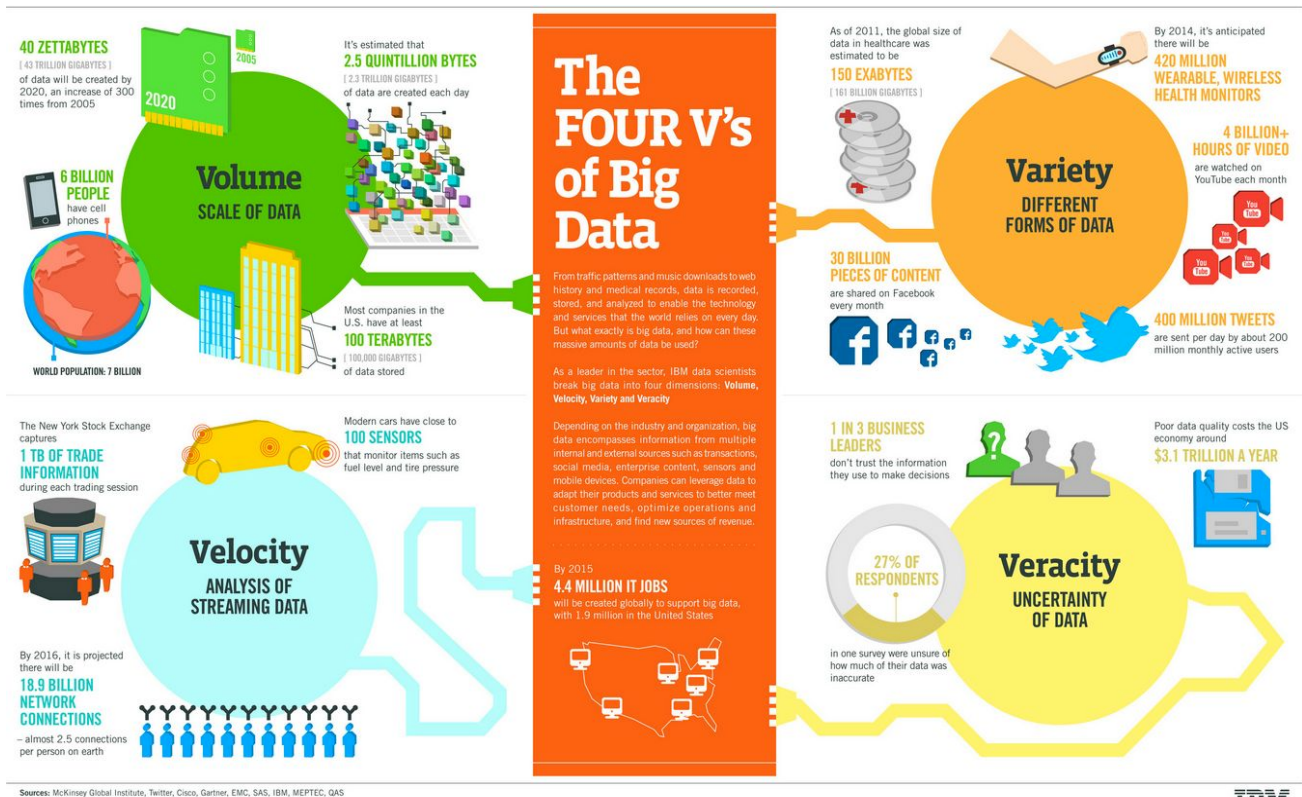 40 ZETTABYTES
[ 43 TRILLION GIGABYTES ]
of data will be created by
2020, an increase of 300
times from 2005
2020
2005
It's estimated that
2.5 QUINTILLION BYTES
[ 2.3 TRILLION GIGABYTES ]
of data are created each day
6 BILLION
PEOPLE
have cell
phones
WORLD POPULATION: 7 BILLION
Volume
SCALE OF DATA
Most companies in the
U.S. have at least
100 TERABYTES
[ 100,000 GIGABYTES ]
of data stored
The New York Stock Exchange
captures
1 TB OF TRADE
INFORMATION
during each trading session
Modern cars have close to
100 SENSORS
that monitor items such as
fuel level and tire pressure
Velocity
ANALYSIS OF
STREAMING DATA
By 2016, it is projected
there will be
18.9 BILLION
NETWORK
CONNECTIONS
– almost 2.5 connections
per person on earth
The
FOUR V's
of Big
Data
From traffic patterns and music downloads to web
history and medical records, data is recorded,
stored, and analyzed to enable the technology
and services that the world relies on every day.
But what exactly is big data, and how can these
massive amounts of data be used?
As a leader in the sector, IBM data scientists
break big data into four dimensions: Volume,
Velocity, Variety and Veracity
Depending on the industry and organization, big
data encompasses information from multiple
internal and external sources such as transactions,
social media, enterprise content, sensors and
mobile devices. Companies can leverage data to
adapt their products and services to better meet
customer needs, optimize operations and
infrastructure, and find new sources of revenue.
By 2015
4.4 MILLION IT JOBS
will be created globally to support big data,
with 1.9 million in the United States
As of 2011, the global size of
data in healthcare was
estimated to be
150 EXABYTES
[ 161 BILLION GIGABYTES ]
By 2014, it's anticipated
there will be
420 MILLION
WEARABLE, WIRELESS
HEALTH MONITORS
Variety
DIFFERENT
FORMS OF DATA
4 BILLION+
HOURS OF VIDEO
are watched on
YouTube each month
You
Tube
You
Tube
You
Tube
You
Tube
30 BILLION
PIECES OF CONTENT
are shared on Facebook
every month
400 MILLION TWEETS
are sent per day by about 200
million monthly active users
1 IN 3 BUSINESS
LEADERS
don't trust the information
they use to make decisions
Poor data quality costs the US
economy around
$3.1 TRILLION A YEAR
27% OF
RESPONDENTS
in one survey were unsure of
how much of their data was
inaccurate
Veracity
UNCERTAINTY
OF DATA
Sources: McKinsey Global Institute, Twitter, Cisco, Gartner, EMC, SAS, IBM, MEPTEC, QAS
IBM